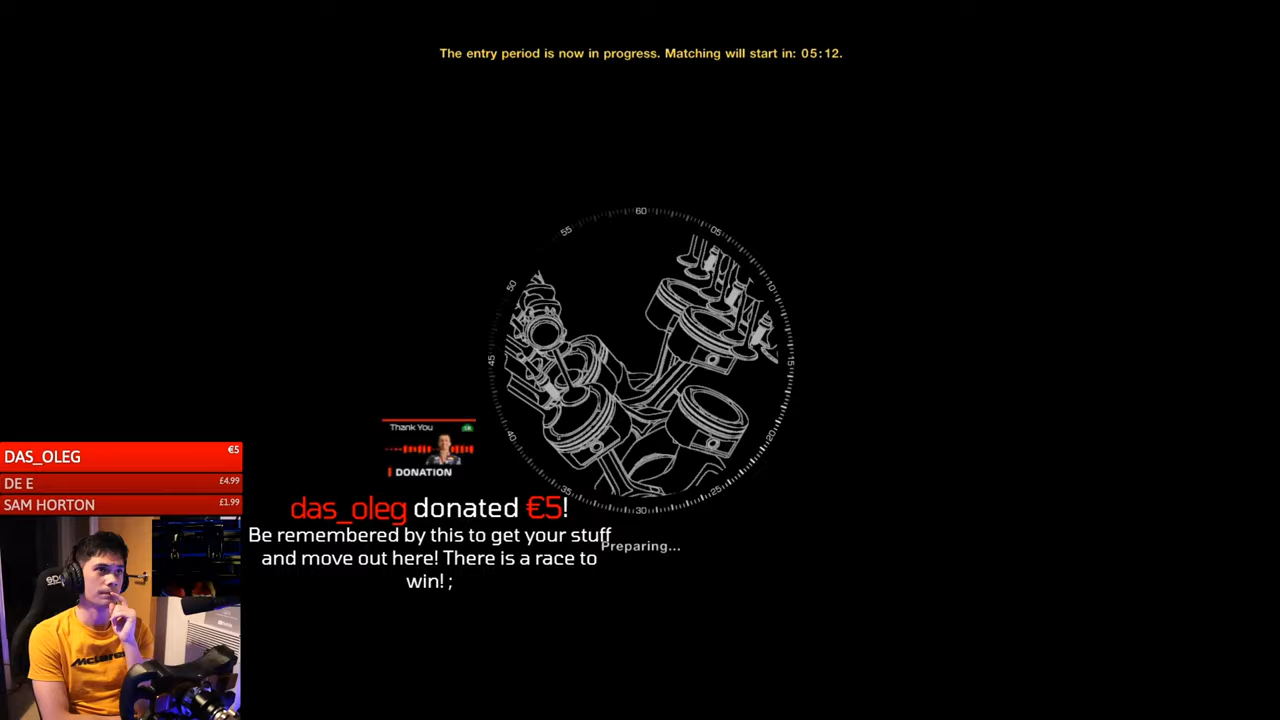 The entry period is now in progress. Matching will start in: 05:12.
60
55
05
50
10
45
15
40
20
35
25
30
Thank You
DONATION
das_oleg donated €5!
Be remembered by this to get your stuff
and move out here! There is a race to
win! ;
Preparing...
DAS_OLEG €5
DE E £4.99
SAM HORTON £1.99
McLaren